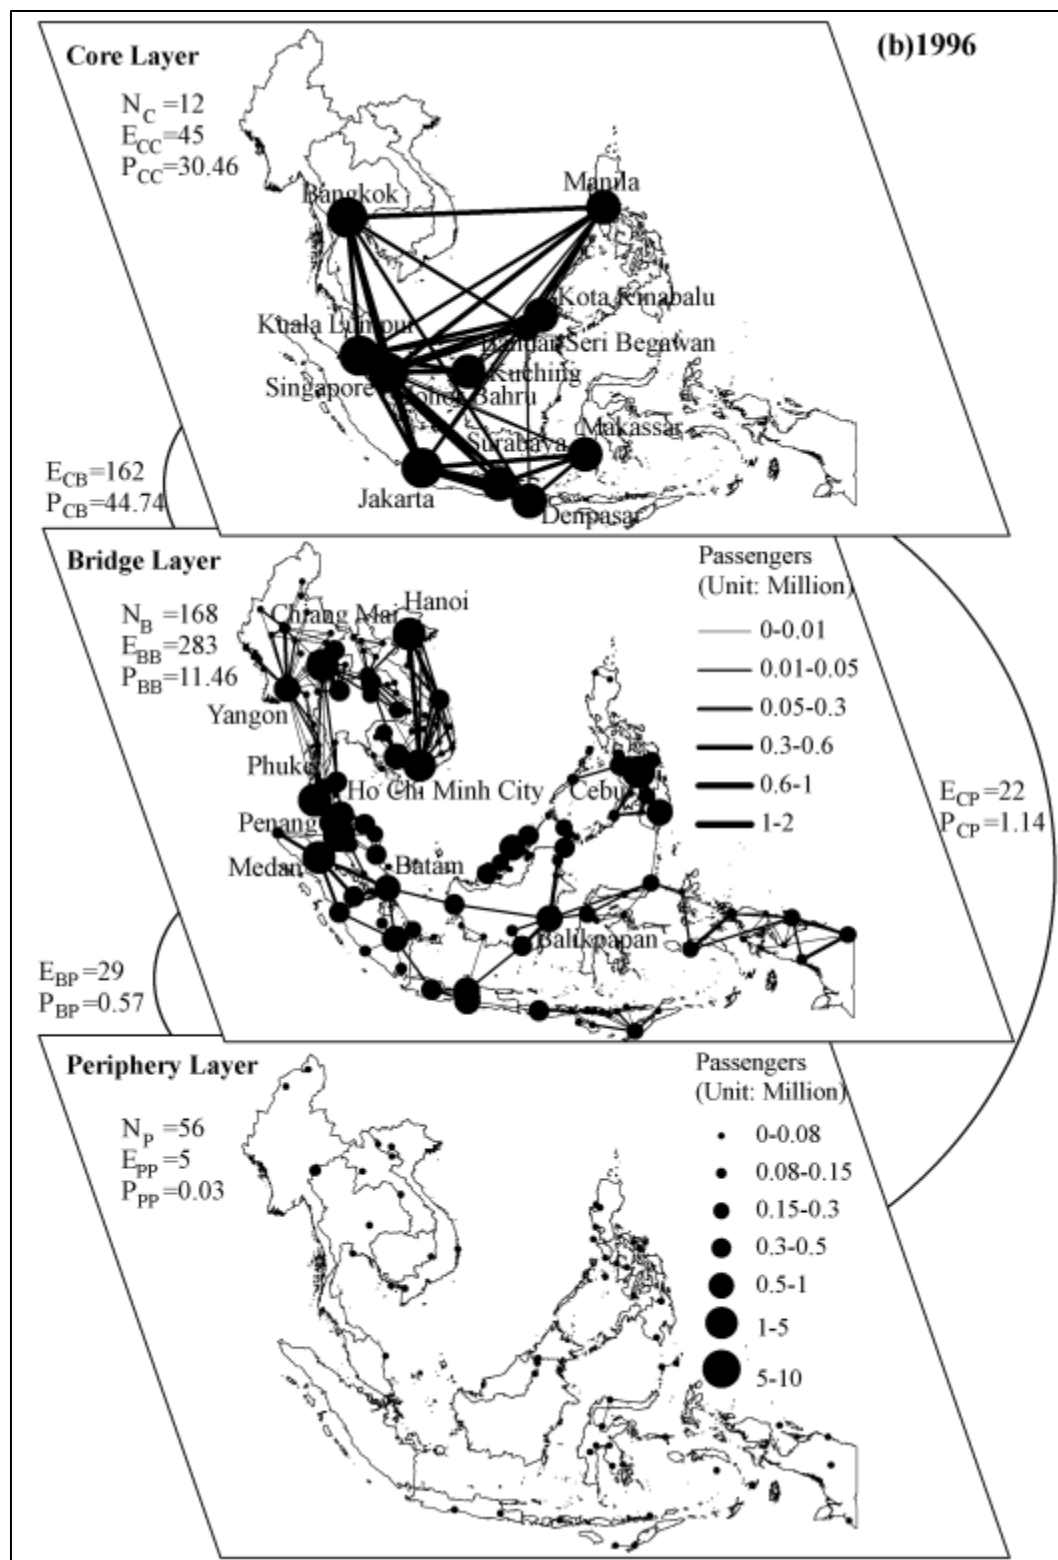 (b)1996
Core Layer
N_C =12
E_CC=45
P_CC=30.46
Bangkok
Manila
Kota Kinabalu
Kuala Lumpur
Bandar Seri Begawan
Kuching
Singapore
Johor Bahru
Makassar
Surabaya
Jakarta
Denpasar
E_CB=162
P_CB=44.74
Bridge Layer
N_B =168
E_BB=283
P_BB=11.46
Chiang Mai
Hanoi
Yangon
Phuket
Ho Chi Minh City
Cebu
Penang
Medan
Batam
Balikpapan
Passengers
(Unit: Million)
0-0.01
0.01-0.05
0.05-0.3
0.3-0.6
0.6-1
1-2
E_CP=22
P_CP=1.14
E_BP=29
P_BP=0.57
Periphery Layer
N_P =56
E_PP=5
P_PP=0.03
Passengers
(Unit: Million)
0-0.08
0.08-0.15
0.15-0.3
0.3-0.5
0.5-1
1-5
5-10